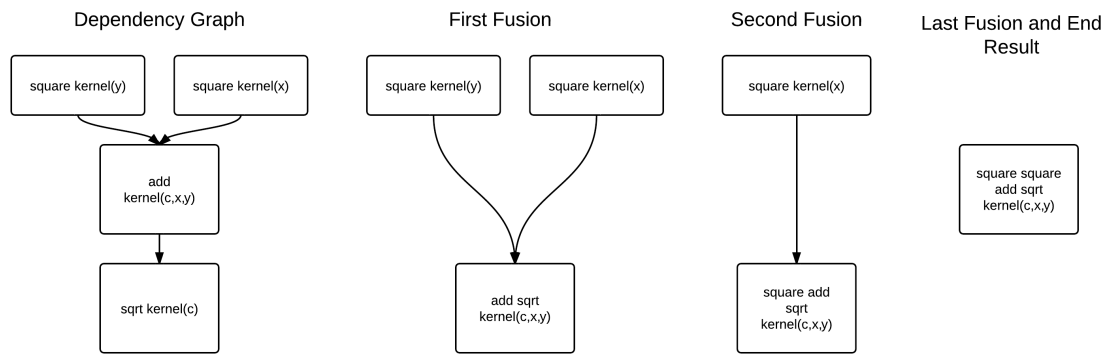 Dependency Graph
square kernel(y)
square kernel(x)
add
kernel(c,x,y)
sqrt kernel(c)
First Fusion
square kernel(y)
square kernel(x)
add sqrt
kernel(c,x,y)
Second Fusion
square kernel(x)
square add
sqrt
kernel(c,x,y)
Last Fusion and End
Result
square square
add sqrt
kernel(c,x,y)